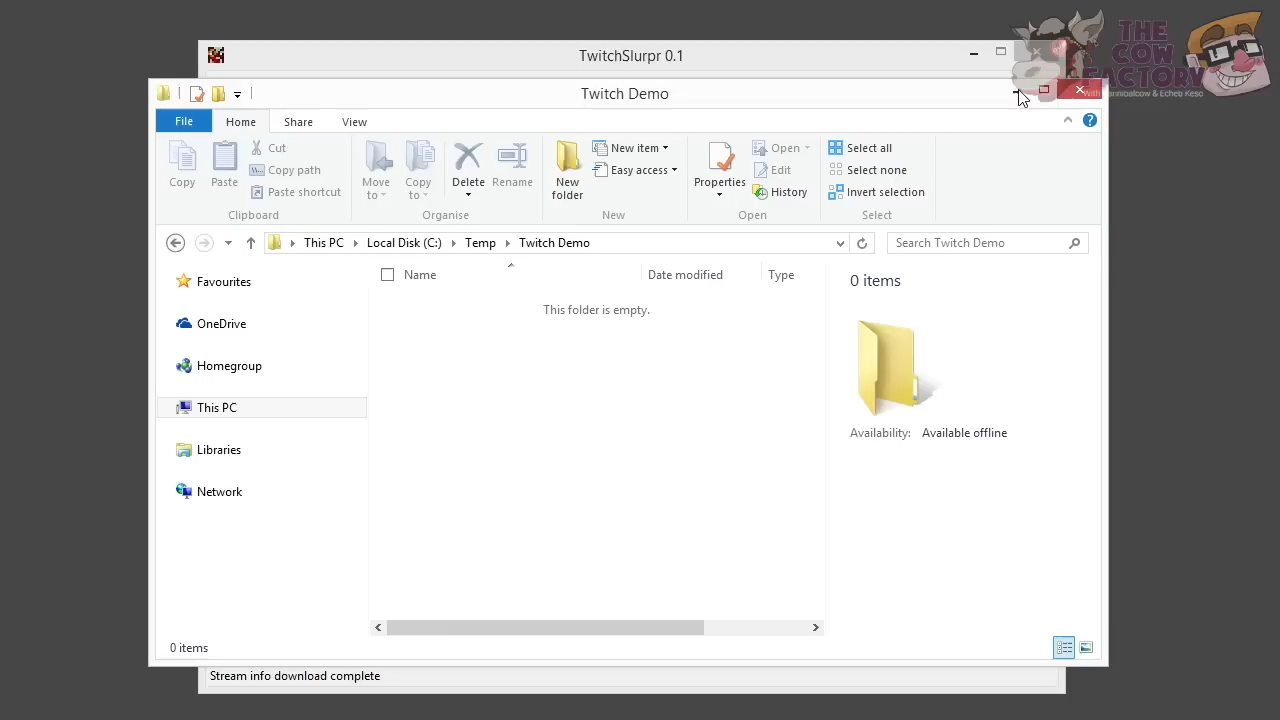 TwitchSlurpr 0.1
THE
COW
FACTORY
With Hannibalcow & Echeb Keso
Twitch Demo
File Home Share View
Copy
Paste
Cut
Copy path
Paste shortcut
Clipboard
Move to
Copy to
Delete
Rename
Organise
New folder
New item
Easy access
New
Properties
Open
Edit
History
Open
Select all
Select none
Invert selection
Select
This PC Local Disk (C:) Temp Twitch Demo
Search Twitch Demo
Favourites
OneDrive
Homegroup
This PC
Libraries
Network
Name Date modified Type
This folder is empty.
0 items
Availability: Available offline
0 items
Stream info download complete